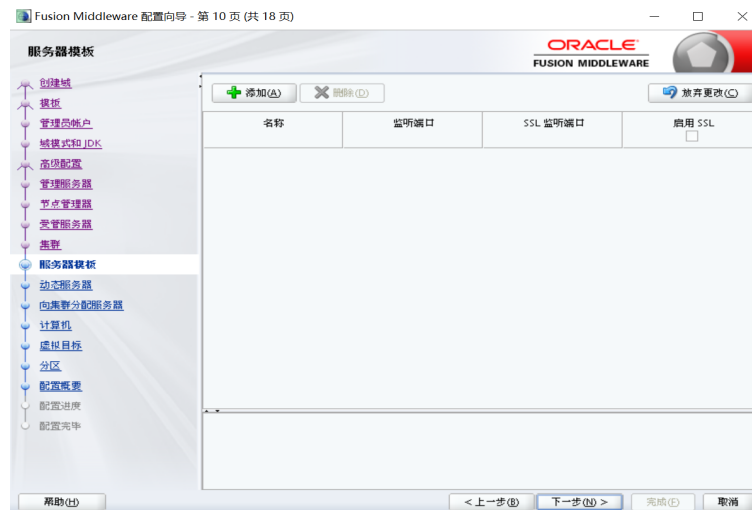 Fusion Middleware 配置向导 - 第 10 页 (共 18 页)
服务器模板
ORACLE
FUSION MIDDLEWARE
创建域
模板
管理员帐户
域模式和 JDK
高级配置
管理服务器
节点管理器
受管服务器
集群
服务器模板
动态服务器
向集群分配服务器
计算机
虚拟目标
分区
配置概要
配置进度
配置完毕
添加(A) 删除(D) 放弃更改(C)
名称 监听端口 SSL 监听端口 启用 SSL
帮助(H) < 上一步(B) 下一步(N) > 完成(F) 取消